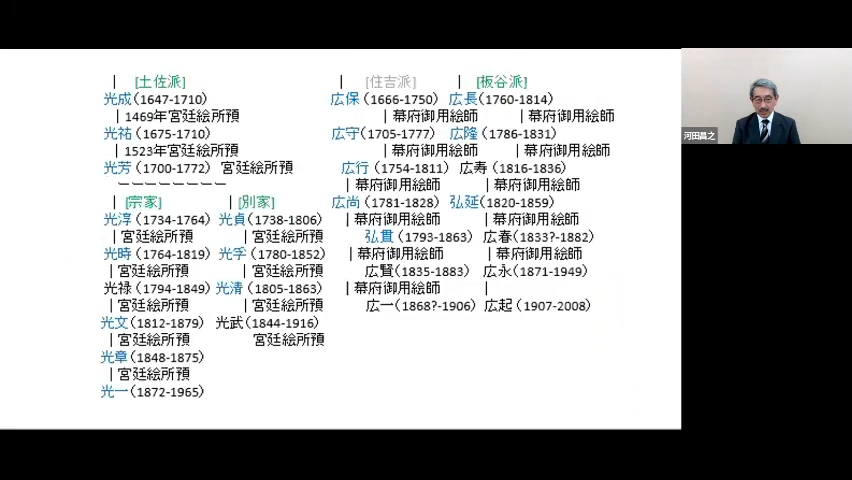 | [土佐派]
光成(1647-1710)
|1469年宮廷絵所預
光祐(1675-1710)
|1523年宮廷絵所預
光芳(1700-1772) 宮廷絵所預
ーーーーーーーー
|[宗家] |[別家]
光淳(1734-1764) 光貞(1738-1806)
|宮廷絵所預 |宮廷絵所預
光時(1764-1819) 光孚(1780-1852)
|宮廷絵所預 |宮廷絵所預
光禄(1794-1849) 光清(1805-1863)
|宮廷絵所預 |宮廷絵所預
光文(1812-1879) 光武(1844-1916)
|宮廷絵所預 宮廷絵所預
光章(1848-1875)
|宮廷絵所預
光一(1872-1965)
| [住吉派] | [板谷派]
広保 (1666-1750) 広長(1760-1814)
|幕府御用絵師 |幕府御用絵師
広守(1705-1777) 広隆(1786-1831)
|幕府御用絵師 |幕府御用絵師
広行(1754-1811) 広寿(1816-1836)
|幕府御用絵師 |幕府御用絵師
広尚(1781-1828) 弘延(1820-1859)
|幕府御用絵師 |幕府御用絵師
弘貫(1793-1863) 広春(1833?-1882)
|幕府御用絵師 |幕府御用絵師
広賢(1835-1883) 広永(1871-1949)
|幕府御用絵師 |
広一(1868?-1906) 広起(1907-2008)
河田昌之